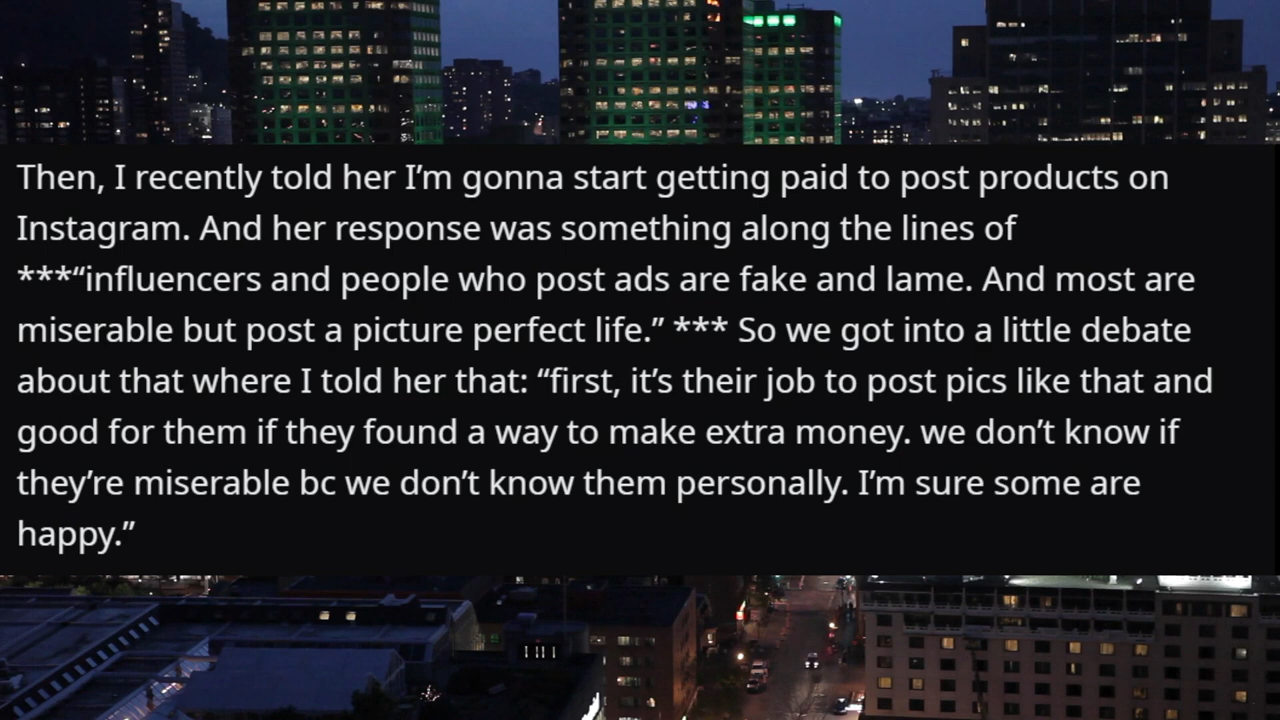 Then, I recently told her I’m gonna start getting paid to post products on
Instagram. And her response was something along the lines of
***“influencers and people who post ads are fake and lame. And most are
miserable but post a picture perfect life.” *** So we got into a little debate
about that where I told her that: “first, it’s their job to post pics like that and
good for them if they found a way to make extra money. we don’t know if
they’re miserable bc we don’t know them personally. I’m sure some are
happy.”